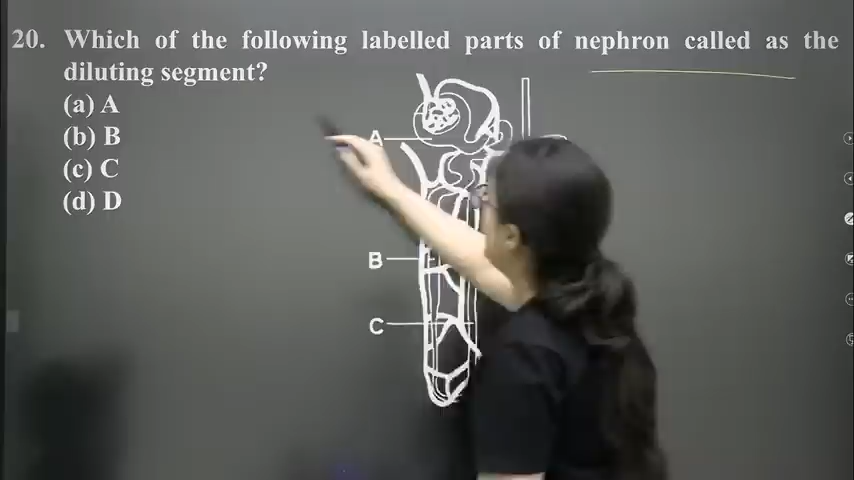 20. Which of the following labelled parts of nephron called as the
diluting segment?
(a) A
(b) B
(c) C
(d) D
A
B
C